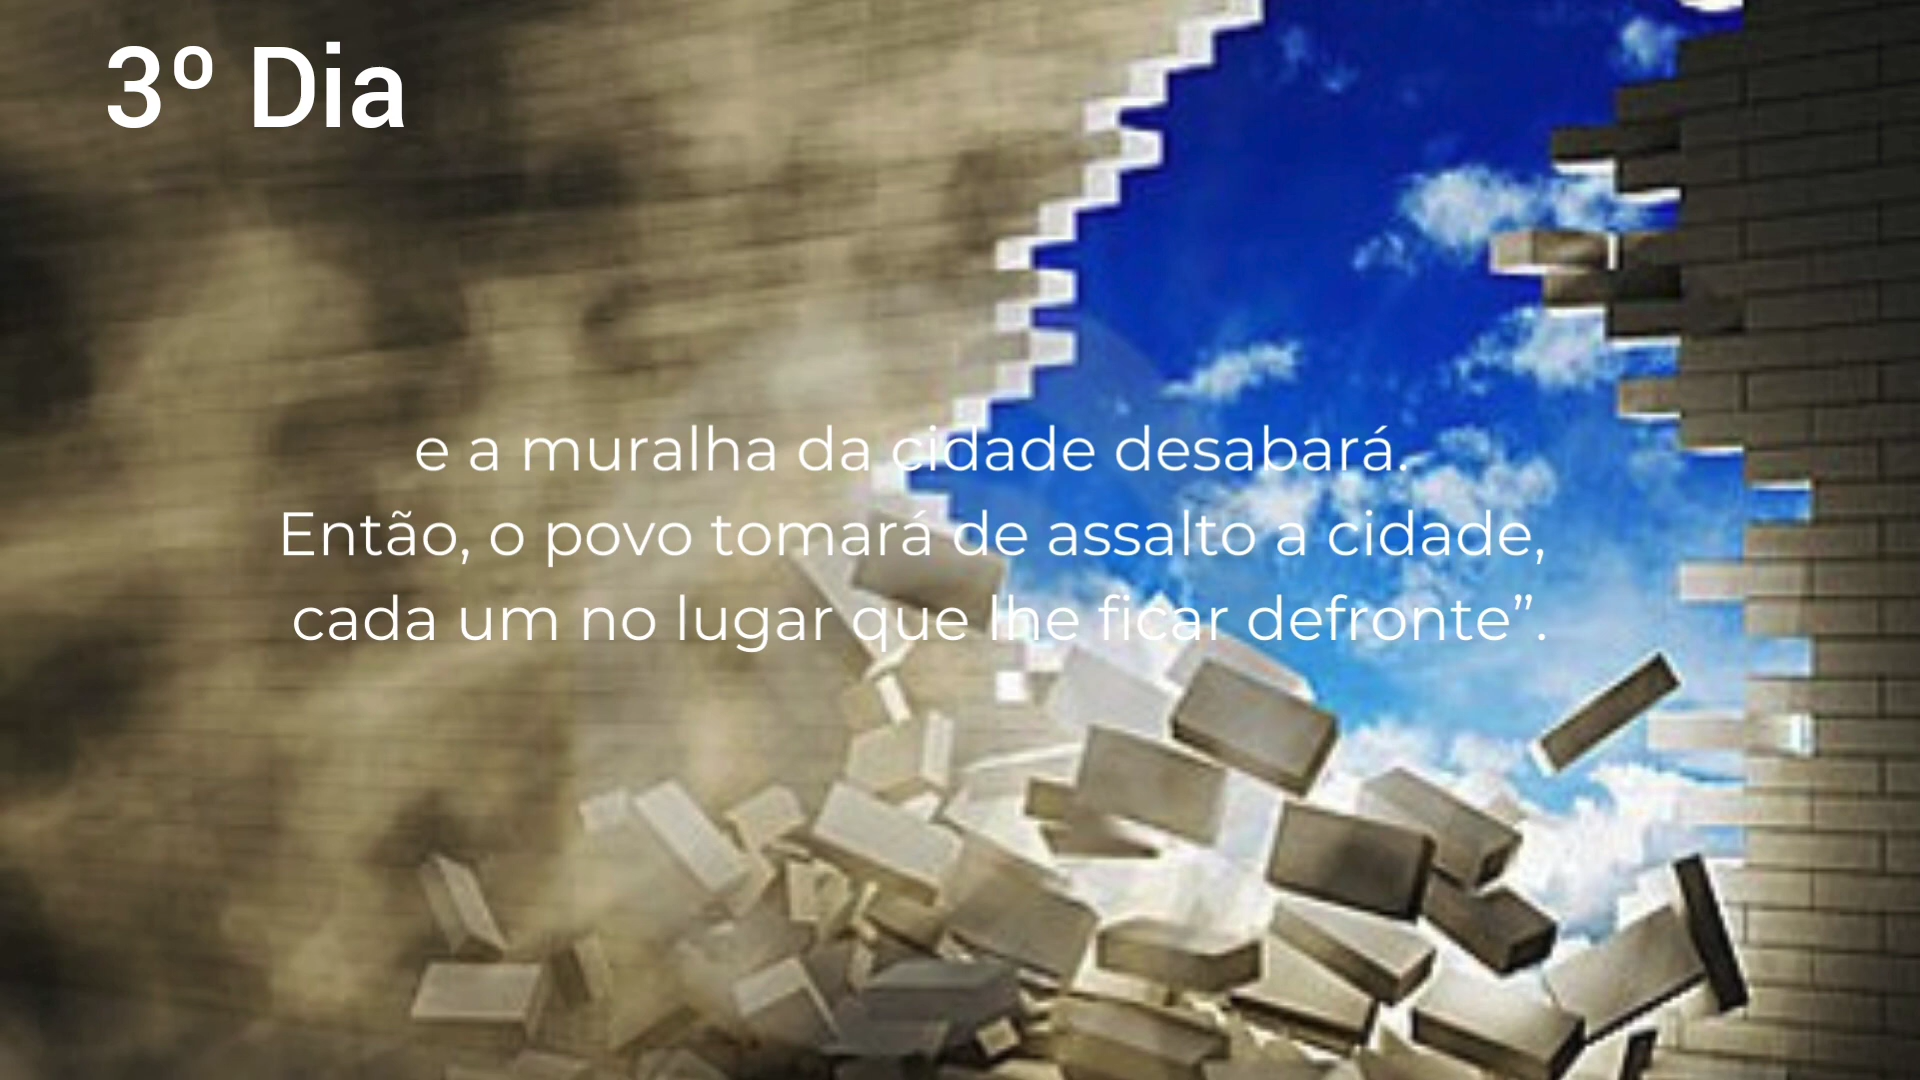 3º Dia
e a muralha da cidade desabará.
Então, o povo tomará de assalto a cidade,
cada um no lugar que lhe ficar defronte”.